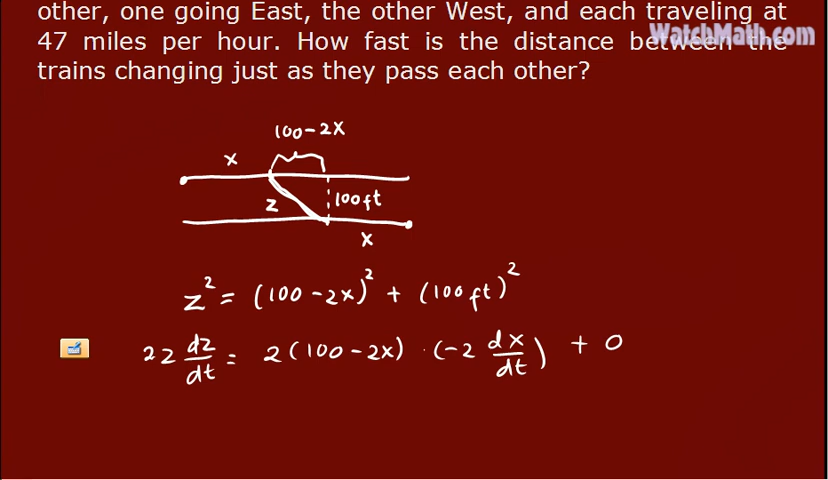 other, one going East, the other West, and each traveling at
WatchMath.com
47 miles per hour. How fast is the distance between the
trains changing just as they pass each other?
100-2x
x
z
100ft
x
z² = (100-2x)² + (100 ft)²
2z dz/dt = 2(100-2x) · (-2 dx/dt) + 0